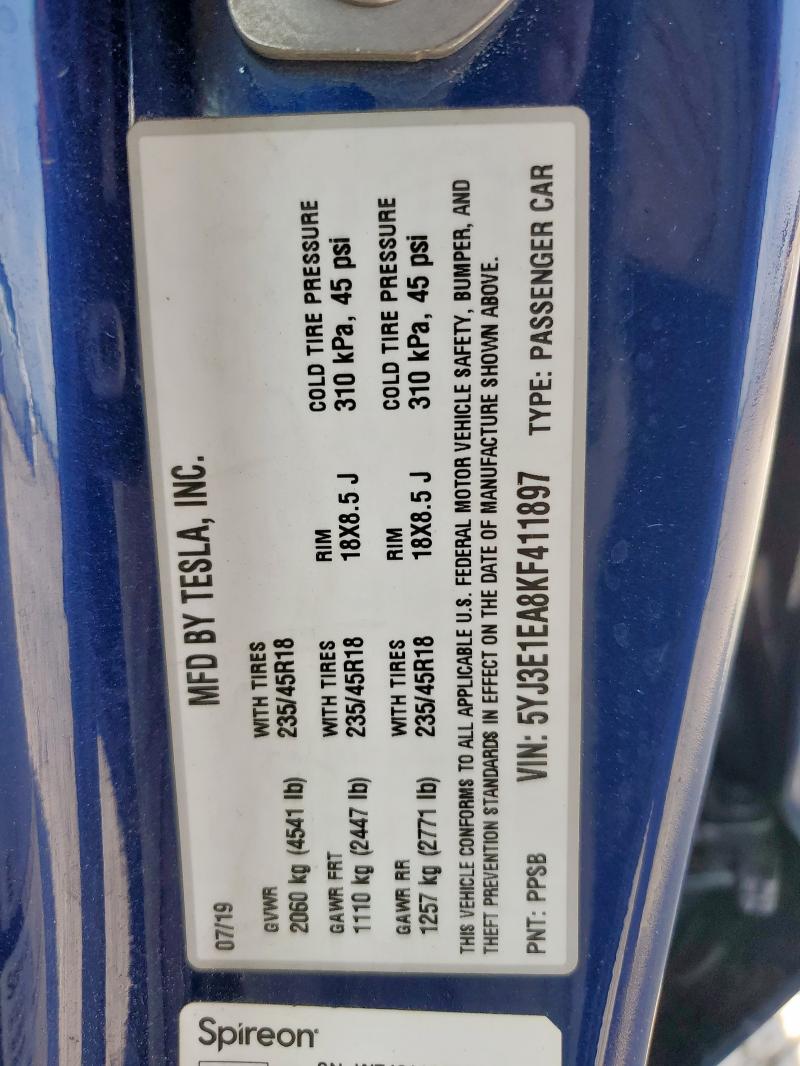 MFD BY TESLA, INC.
07/19
GVWR WITH TIRES
2060 kg (4541 lb) 235/45R18
GAWR FRT WITH TIRES RIM COLD TIRE PRESSURE
1110 kg (2447 lb) 235/45R18 18X8.5 J 310 kPa, 45 psi
GAWR RR WITH TIRES RIM COLD TIRE PRESSURE
1257 kg (2771 lb) 235/45R18 18X8.5 J 310 kPa, 45 psi
THIS VEHICLE CONFORMS TO ALL APPLICABLE U.S. FEDERAL MOTOR VEHICLE SAFETY, BUMPER, AND
THEFT PREVENTION STANDARDS IN EFFECT ON THE DATE OF MANUFACTURE SHOWN ABOVE.
PNT: PPSB VIN: 5YJ3E1EA8KF411897 TYPE: PASSENGER CAR
Spireon